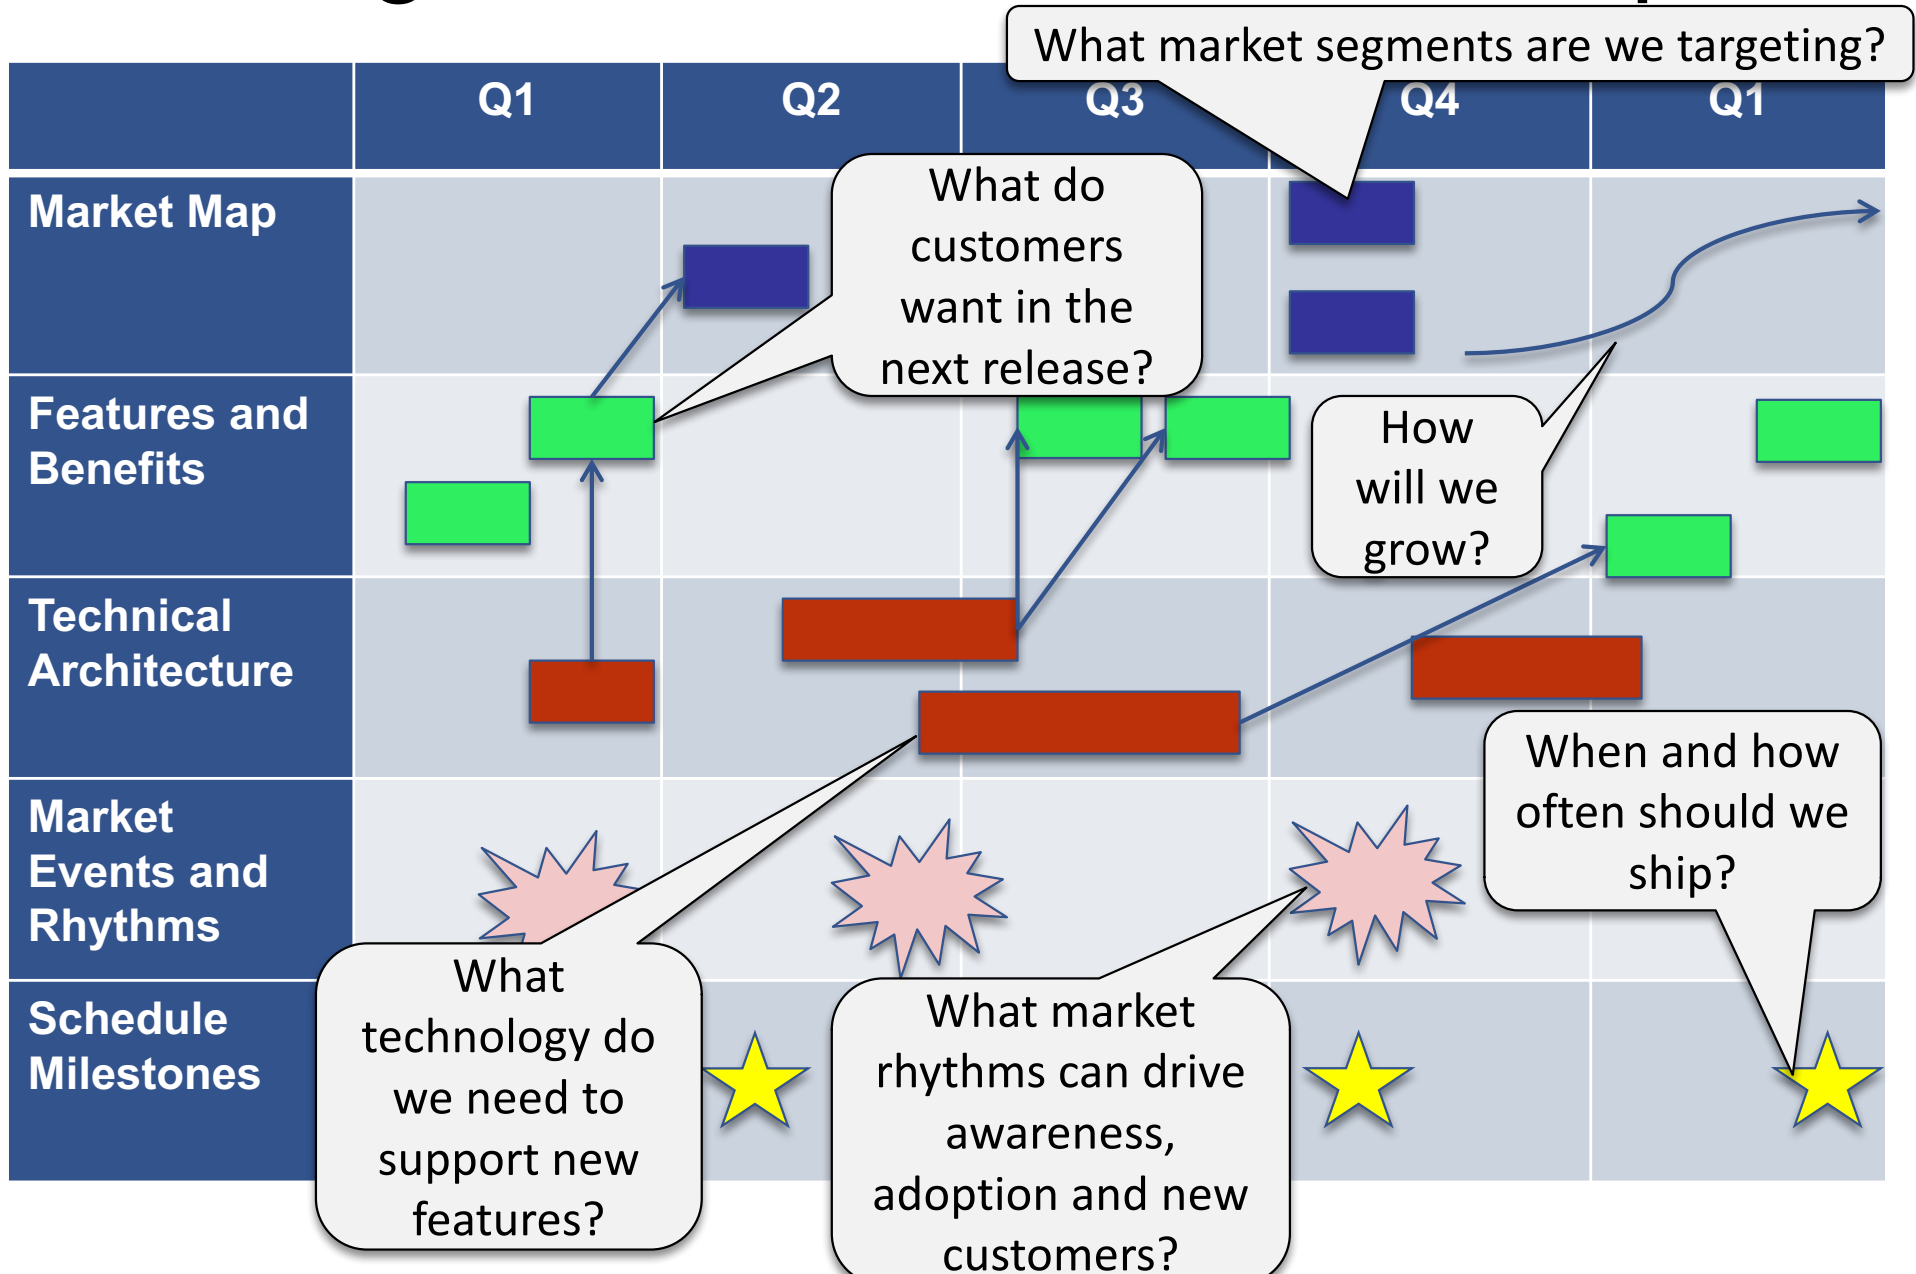 What market segments are we targeting?
Q1 Q2 Q3 Q4 Q1
Market Map
What do
customers
want in the
next release?
Features and
Benefits
How
will we
grow?
Technical
Architecture
When and how
often should we
ship?
Market
Events and
Rhythms
What
technology do
we need to
support new
features?
What market
rhythms can drive
awareness,
adoption and new
customers?
Schedule
Milestones